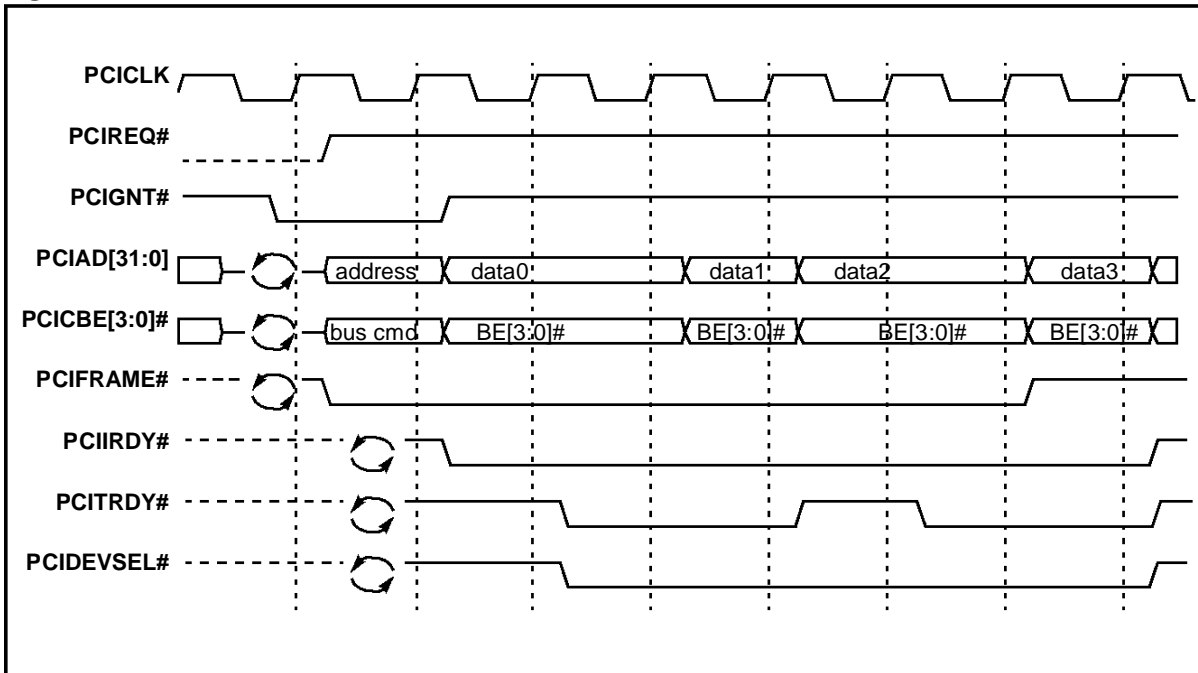 PCICLK
PCIREQ#
PCIGNT#
PCIAD[31:0]
address data0 data1 data2 data3
PCICBE[3:0]#
bus cmd BE[3:0]# BE[3:0]# BE[3:0]# BE[3:0]#
PCIFRAME#
PCIIRDY#
PCITRDY#
PCIDEVSEL#